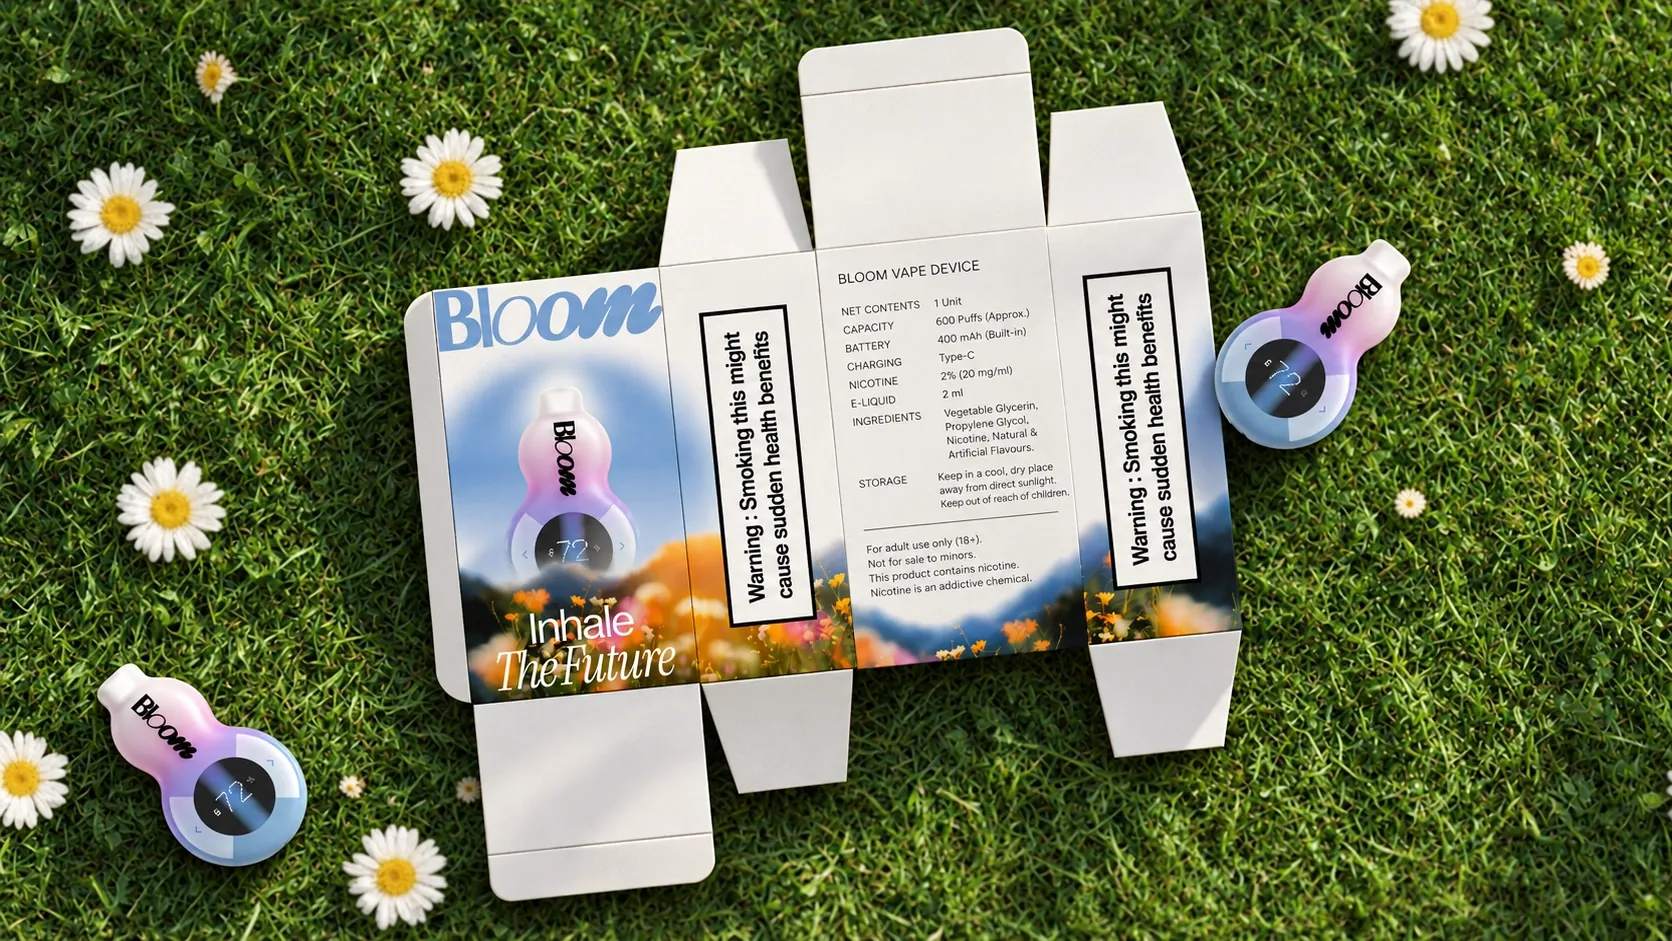 Bloom
Bloom
72
Inhale
The Future
Warning : Smoking this might
cause sudden health benefits
BLOOM VAPE DEVICE
NET CONTENTS 1 Unit
CAPACITY 600 Puffs (Approx.)
BATTERY 400 mAh (Built-in)
CHARGING Type-C
NICOTINE 2% (20 mg/ml)
E-LIQUID 2 ml
INGREDIENTS Vegetable Glycerin,
Propylene Glycol,
Nicotine, Natural &
Artificial Flavours.
STORAGE Keep in a cool, dry place
away from direct sunlight.
Keep out of reach of children.
For adult use only (18+).
Not for sale to minors.
This product contains nicotine.
Nicotine is an addictive chemical.
Warning : Smoking this might
cause sudden health benefits
Bloom
72
Bloom
72